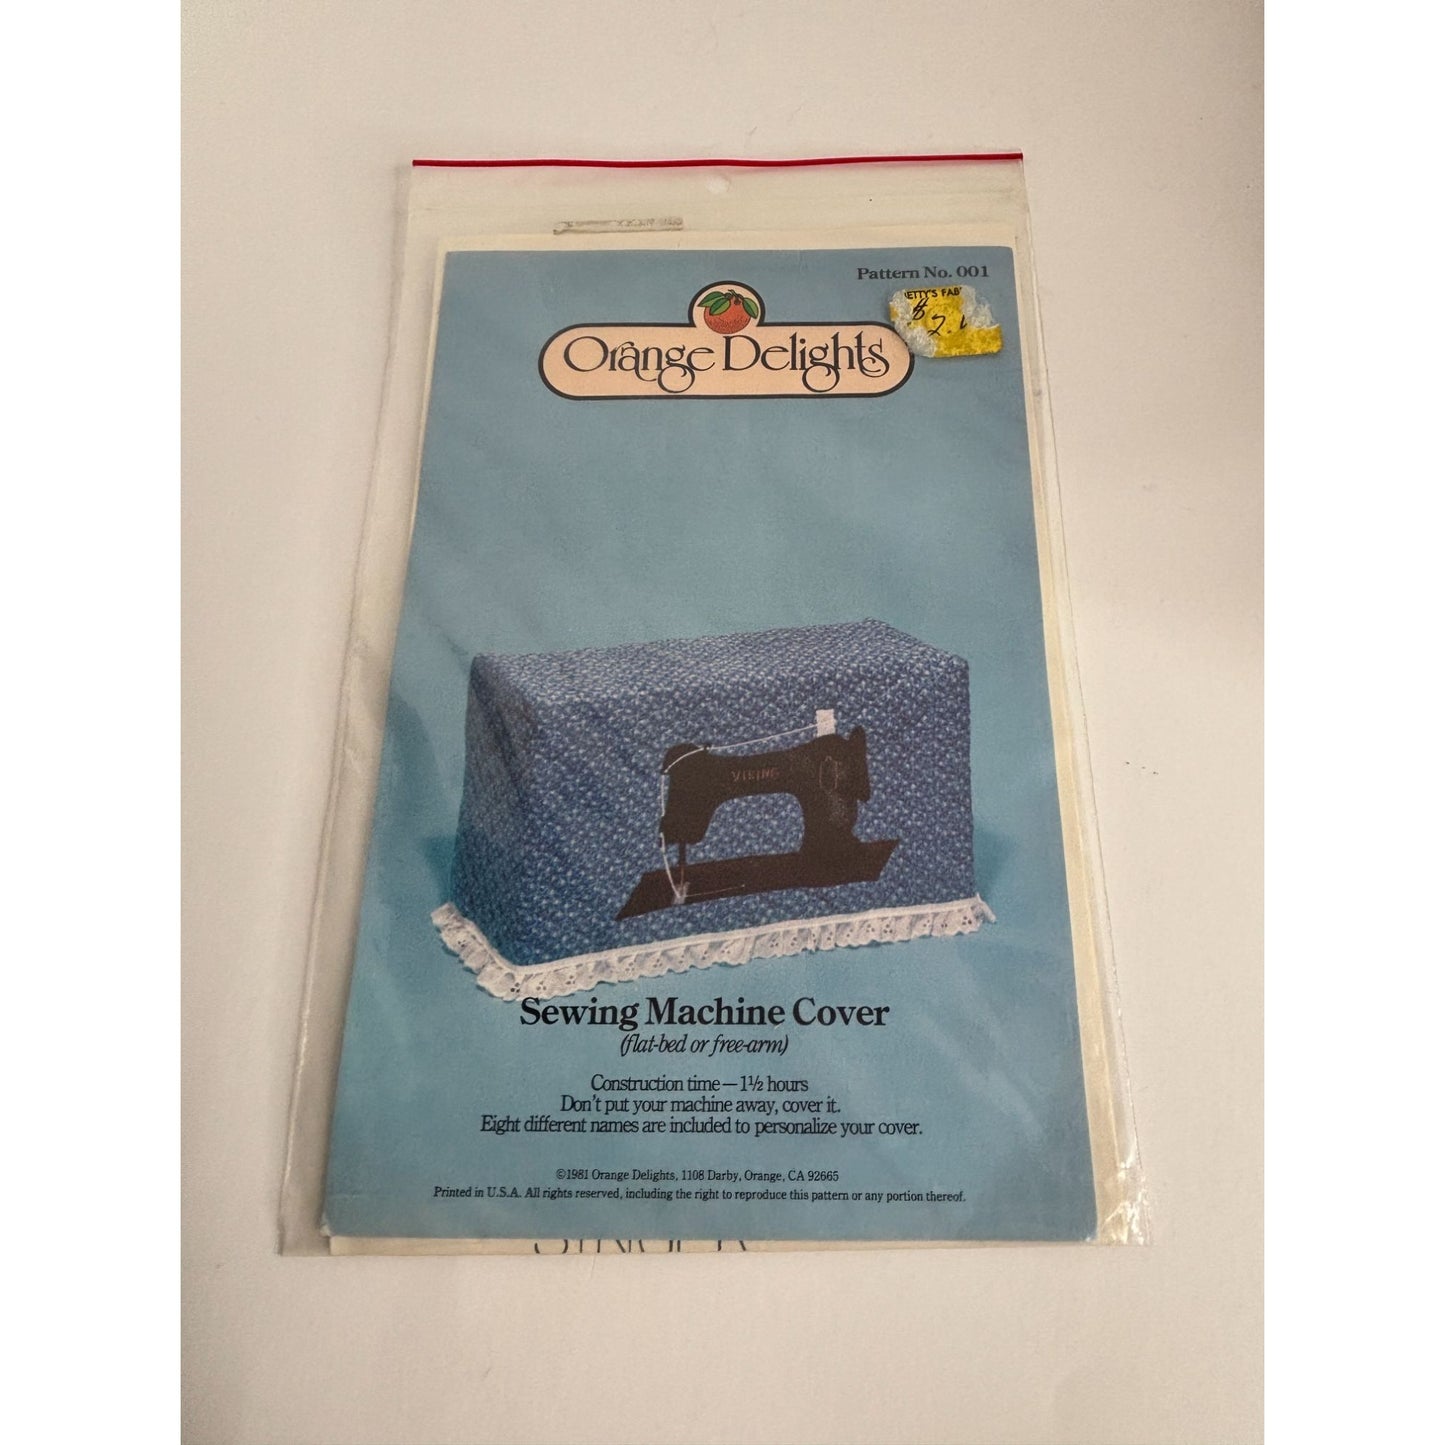 Pattern No. 001
ETTY'S FAB
Orange Delights
VIKING
Sewing Machine Cover
(flat-bed or free-arm)
Construction time—1½ hours
Don't put your machine away, cover it.
Eight different names are included to personalize your cover.
©1981 Orange Delights, 1108 Darby, Orange, CA 92665
Printed in U.S.A. All rights reserved, including the right to reproduce this pattern or any portion thereof.